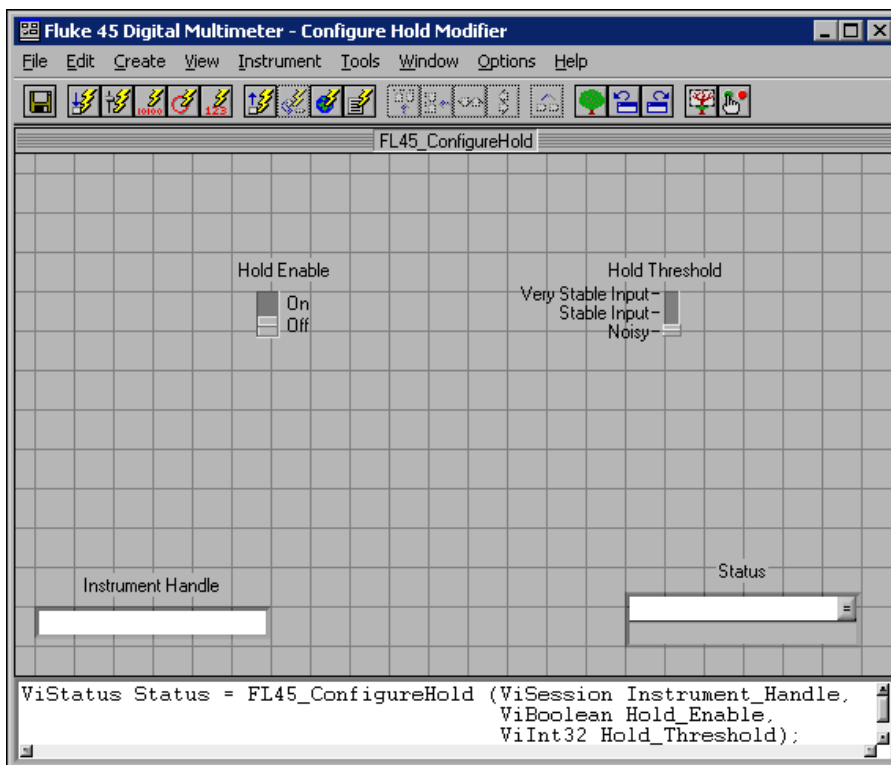 Fluke 45 Digital Multimeter - Configure Hold Modifier
File Edit Create View Instrument Tools Window Options Help
10100 123
FL45_ConfigureHold
Hold Enable
On
Off
Hold Threshold
Very Stable Input
Stable Input
Noisy
Instrument Handle
Status
=
ViStatus Status = FL45_ConfigureHold (ViSession Instrument_Handle,
ViBoolean Hold_Enable,
ViInt32 Hold_Threshold);